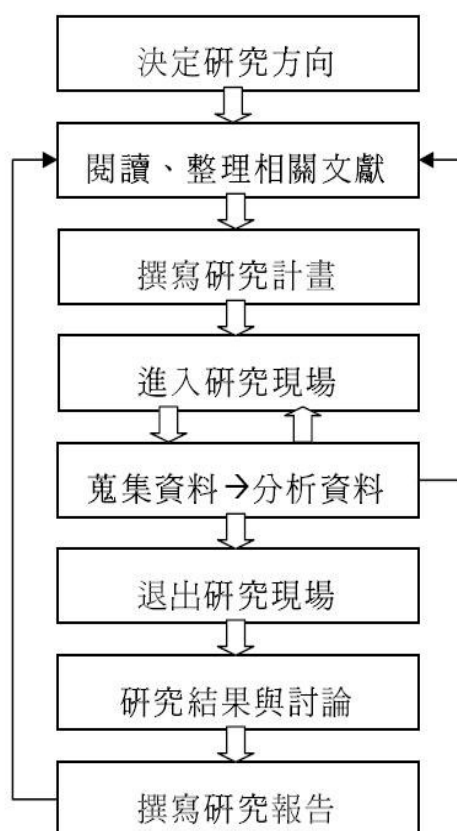 決定研究方向
閱讀、整理相關文獻
撰寫研究計畫
進入研究現場
蒐集資料→分析資料
退出研究現場
研究結果與討論
撰寫研究報告